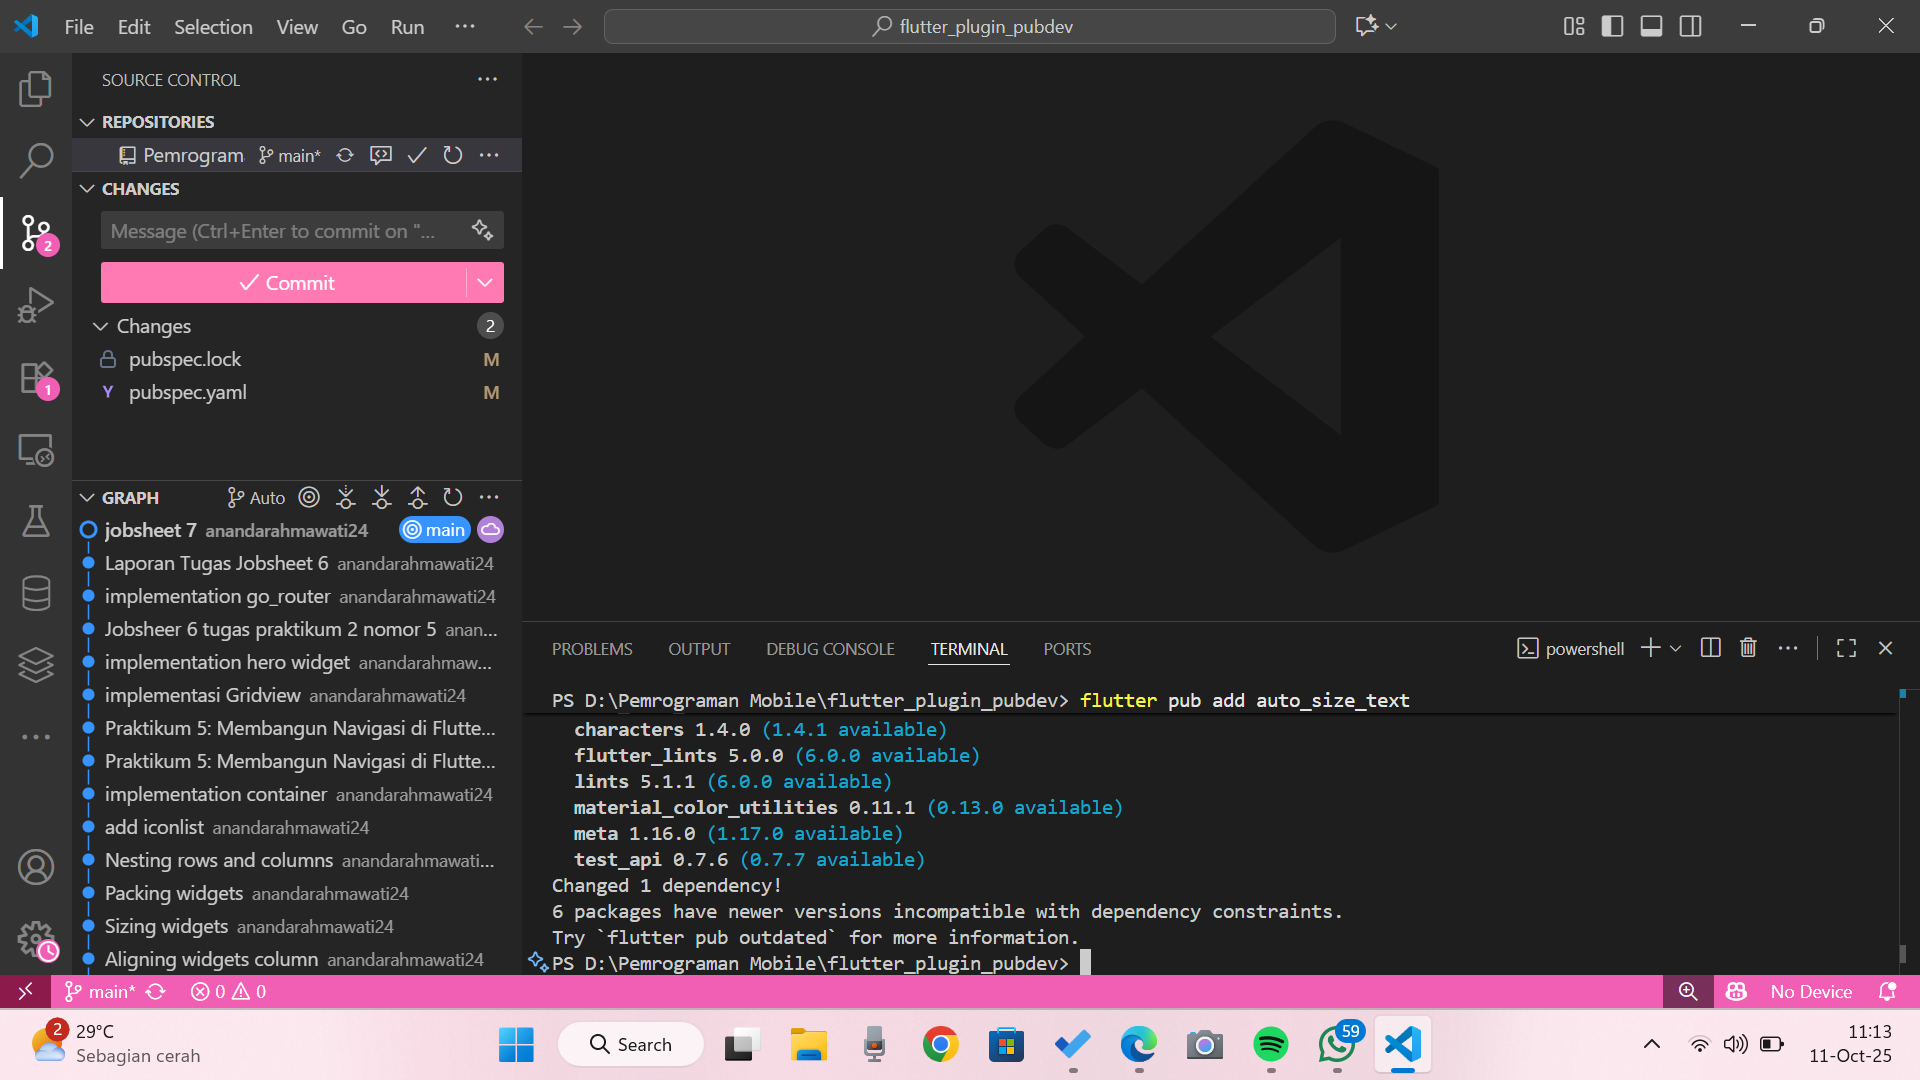 File Edit Selection View Go Run ···
flutter_plugin_pubdev
SOURCE CONTROL
REPOSITORIES
Pemrogram main*
CHANGES
Message (Ctrl+Enter to commit on "...
Commit
Changes 2
pubspec.lock M
Y pubspec.yaml M
2
1
GRAPH Auto
jobsheet 7 anandarahmawati24 main
Laporan Tugas Jobsheet 6 anandarahmawati24
implementation go_router anandarahmawati24
Jobsheer 6 tugas praktikum 2 nomor 5 anan...
implementation hero widget anandarahmaw...
implementasi Gridview anandarahmawati24
Praktikum 5: Membangun Navigasi di Flutte...
Praktikum 5: Membangun Navigasi di Flutte...
implementation container anandarahmawati24
add iconlist anandarahmawati24
Nesting rows and columns anandarahmawati...
Packing widgets anandarahmawati24
Sizing widgets anandarahmawati24
Aligning widgets column anandarahmawati24
PROBLEMS OUTPUT DEBUG CONSOLE TERMINAL PORTS
powershell
PS D:\Pemrograman Mobile\flutter_plugin_pubdev> flutter pub add auto_size_text
characters 1.4.0 (1.4.1 available)
flutter_lints 5.0.0 (6.0.0 available)
lints 5.1.1 (6.0.0 available)
material_color_utilities 0.11.1 (0.13.0 available)
meta 1.16.0 (1.17.0 available)
test_api 0.7.6 (0.7.7 available)
Changed 1 dependency!
6 packages have newer versions incompatible with dependency constraints.
Try `flutter pub outdated` for more information.
PS D:\Pemrograman Mobile\flutter_plugin_pubdev>
main* 0 0
No Device
2
29°C
Sebagian cerah
Search
59
11:13
11-Oct-25